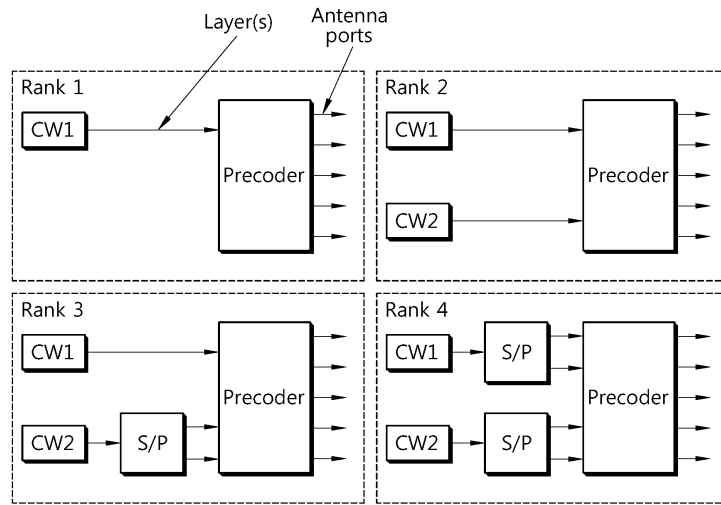 Layer(s)
Antenna
ports
Rank 1
CW1
Precoder
Rank 2
CW1
CW2
Precoder
Rank 3
CW1
CW2
S/P
Precoder
Rank 4
CW1
S/P
CW2
S/P
Precoder